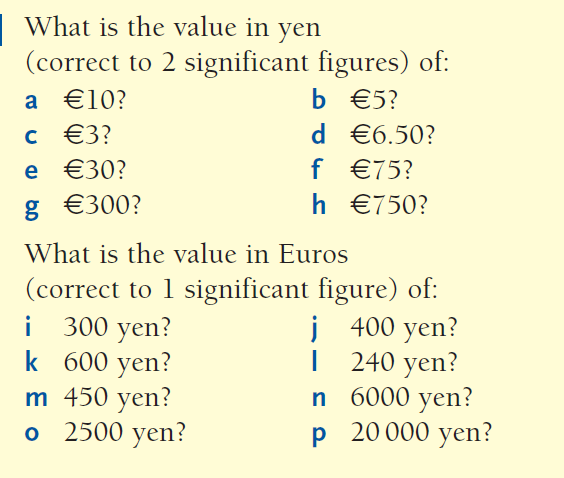 What is the value in yen
(correct to 2 significant figures) of:
a €10? b €5?
c €3? d €6.50?
e €30? f €75?
g €300? h €750?
What is the value in Euros
(correct to 1 significant figure) of:
i 300 yen? j 400 yen?
k 600 yen? l 240 yen?
m 450 yen? n 6000 yen?
o 2500 yen? p 20 000 yen?